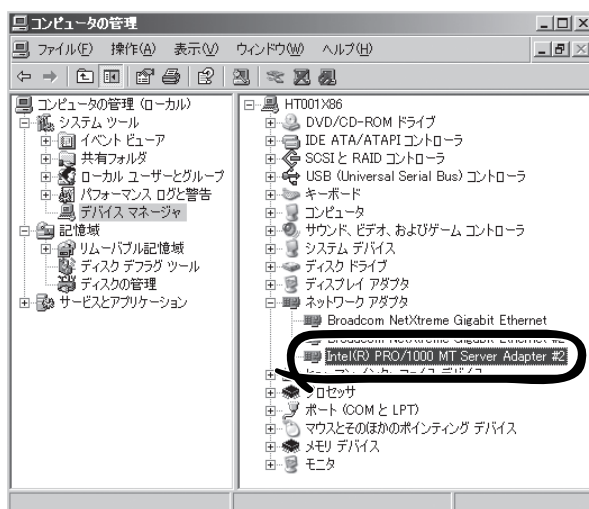 コンピュータの管理
ファイル(F) 操作(A) 表示(V) ウィンドウ(W) ヘルプ(H)
コンピュータの管理 (ローカル)
システム ツール
イベント ビューア
共有フォルダ
ローカル ユーザーとグループ
パフォーマンス ログと警告
デバイス マネージャ
記憶域
リムーバブル記憶域
ディスク デフラグ ツール
ディスクの管理
サービスとアプリケーション
HT001X86
DVD/CD-ROM ドライブ
IDE ATA/ATAPI コントローラ
SCSI と RAID コントローラ
USB (Universal Serial Bus) コントローラ
キーボード
コンピュータ
サウンド、ビデオ、およびゲーム コントローラ
システム デバイス
ディスク ドライブ
ディスプレイ アダプタ
ネットワーク アダプタ
Broadcom NetXtreme Gigabit Ethernet
Broadcom NetXtreme Gigabit Ethernet #2
Intel(R) PRO/1000 MT Server Adapter #2
プロセッサ
ポート (COM と LPT)
マウスとそのほかのポインティング デバイス
メモリ デバイス
モニタ